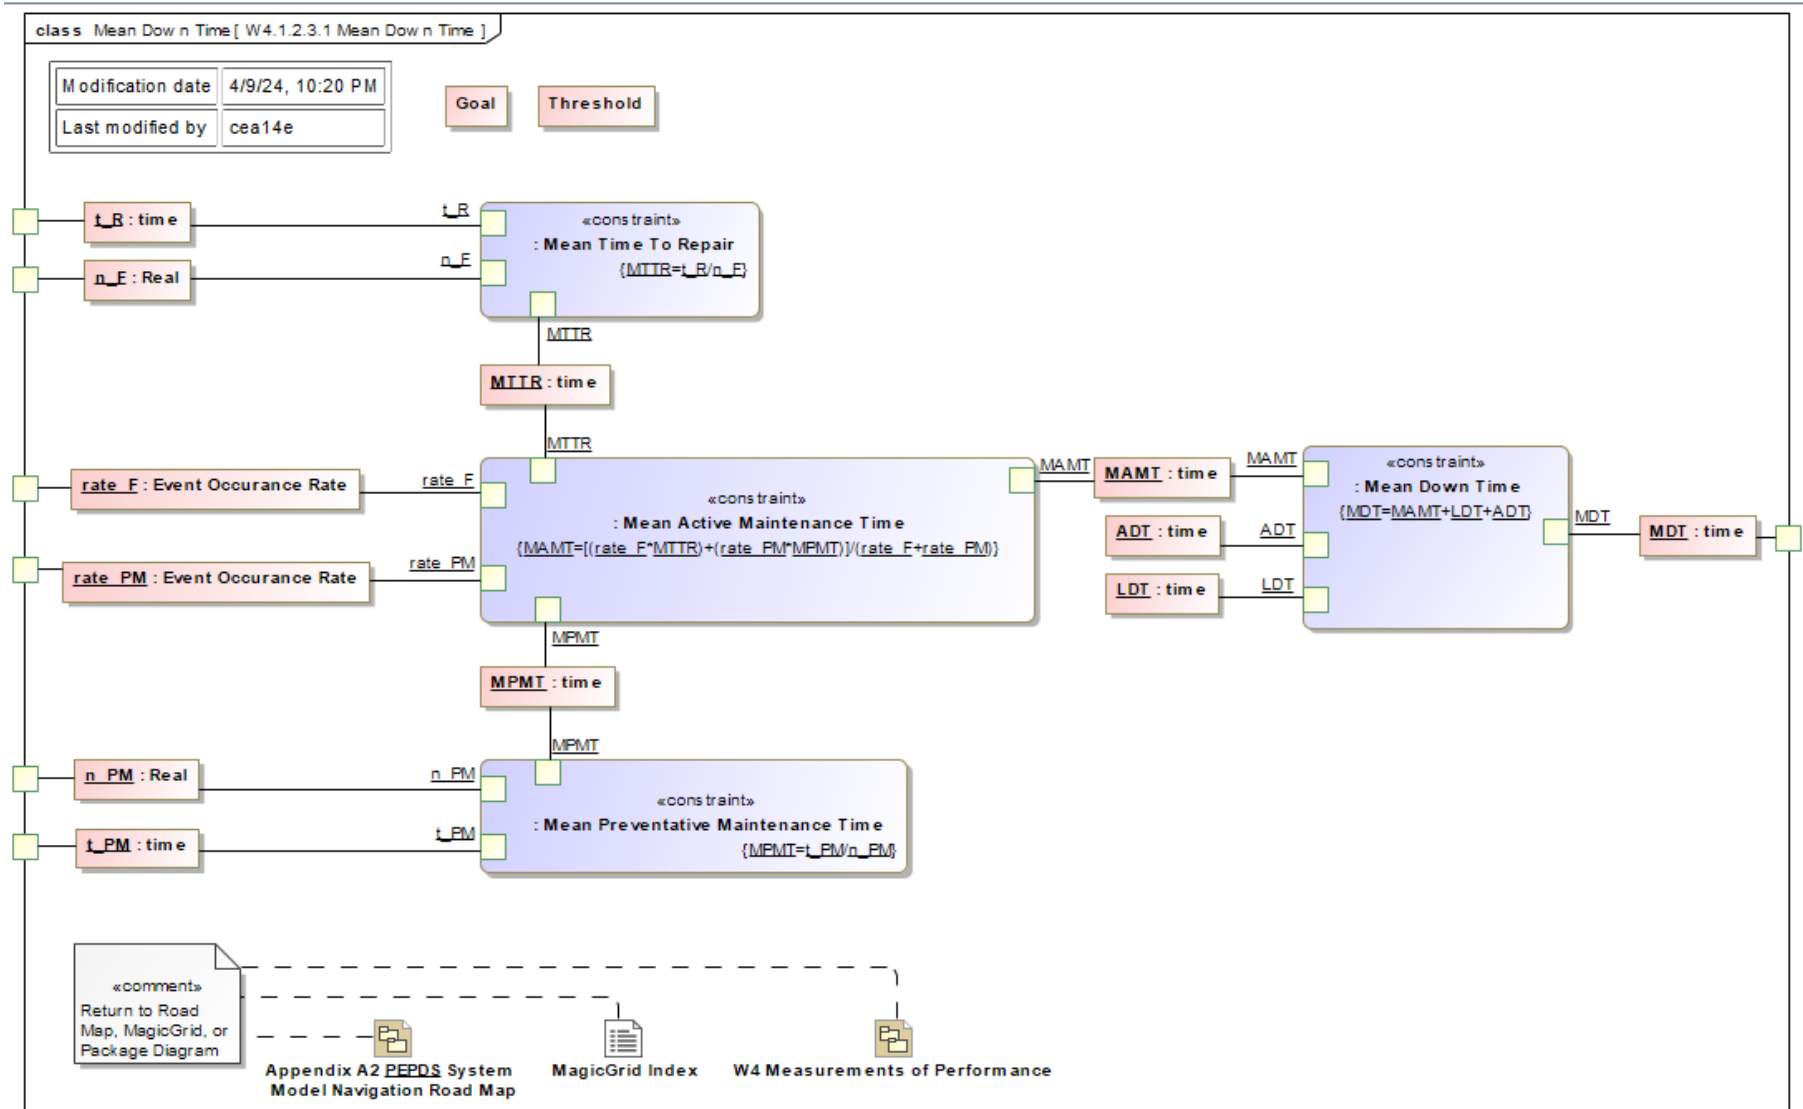 class Mean Down Time [ W4.1.2.3.1 Mean Down Time ]
Modification date 4/9/24, 10:20 PM
Last modified by cea14e
Goal
Threshold
t_R : time
t_R
n_F : Real
n_F
«constraint»
: Mean Time To Repair
{MTTR=t_R/n_F}
MTTR
MTTR : time
MTTR
rate_F : Event Occurance Rate
rate_F
rate_PM : Event Occurance Rate
rate_PM
«constraint»
: Mean Active Maintenance Time
{MAMT=[(rate_F*MTTR)+(rate_PM*MPMT)]/(rate_F+rate_PM)}
MAMT
MAMT : time
MAMT
ADT : time
ADT
LDT : time
LDT
«constraint»
: Mean Down Time
{MDT=MAMT+LDT+ADT}
MDT
MDT : time
MPMT
MPMT : time
MPMT
n_PM : Real
n_PM
t_PM : time
t_PM
«constraint»
: Mean Preventative Maintenance Time
{MPMT=t_PM/n_PM}
«comment»
Return to Road
Map, MagicGrid, or
Package Diagram
Appendix A2 PEPDS System
Model Navigation Road Map
MagicGrid Index
W4 Measurements of Performance